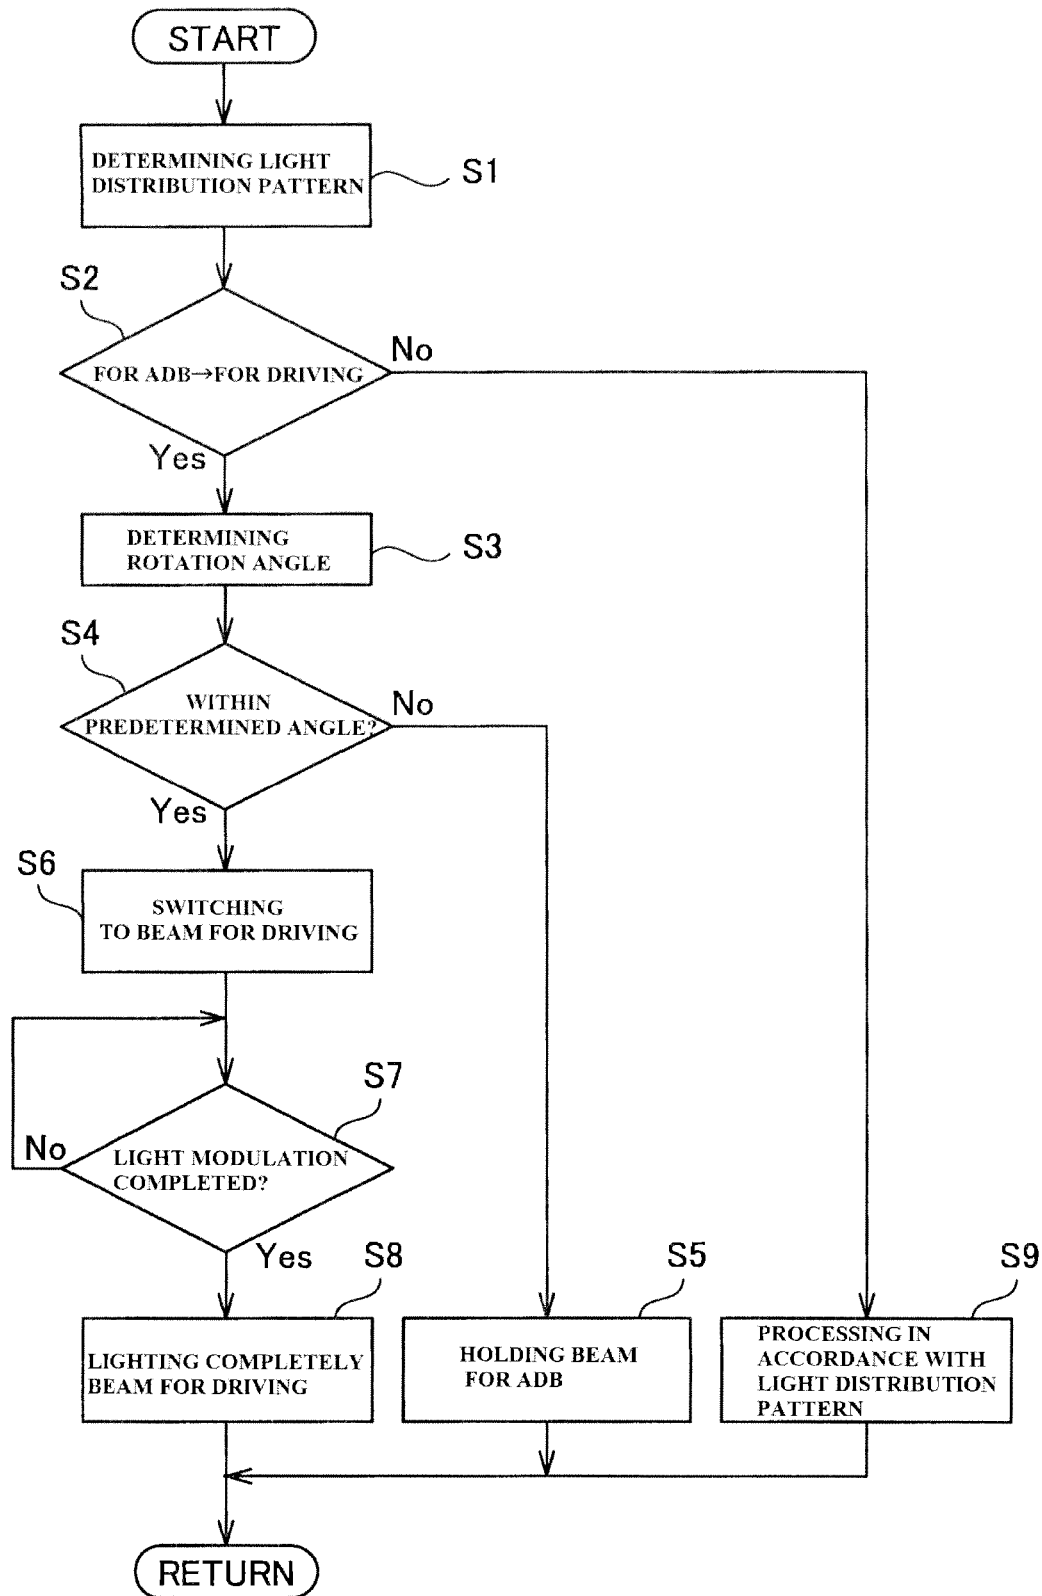 START
DETERMINING LIGHT
DISTRIBUTION PATTERN
S1
S2
FOR ADB→FOR DRIVING
No
Yes
DETERMINING
ROTATION ANGLE
S3
S4
WITHIN
PREDETERMINED ANGLE?
No
Yes
S6
SWITCHING
TO BEAM FOR DRIVING
S7
LIGHT MODULATION
COMPLETED?
No
Yes
S8
LIGHTING COMPLETELY
BEAM FOR DRIVING
S5
HOLDING BEAM
FOR ADB
S9
PROCESSING IN
ACCORDANCE WITH
LIGHT DISTRIBUTION
PATTERN
RETURN